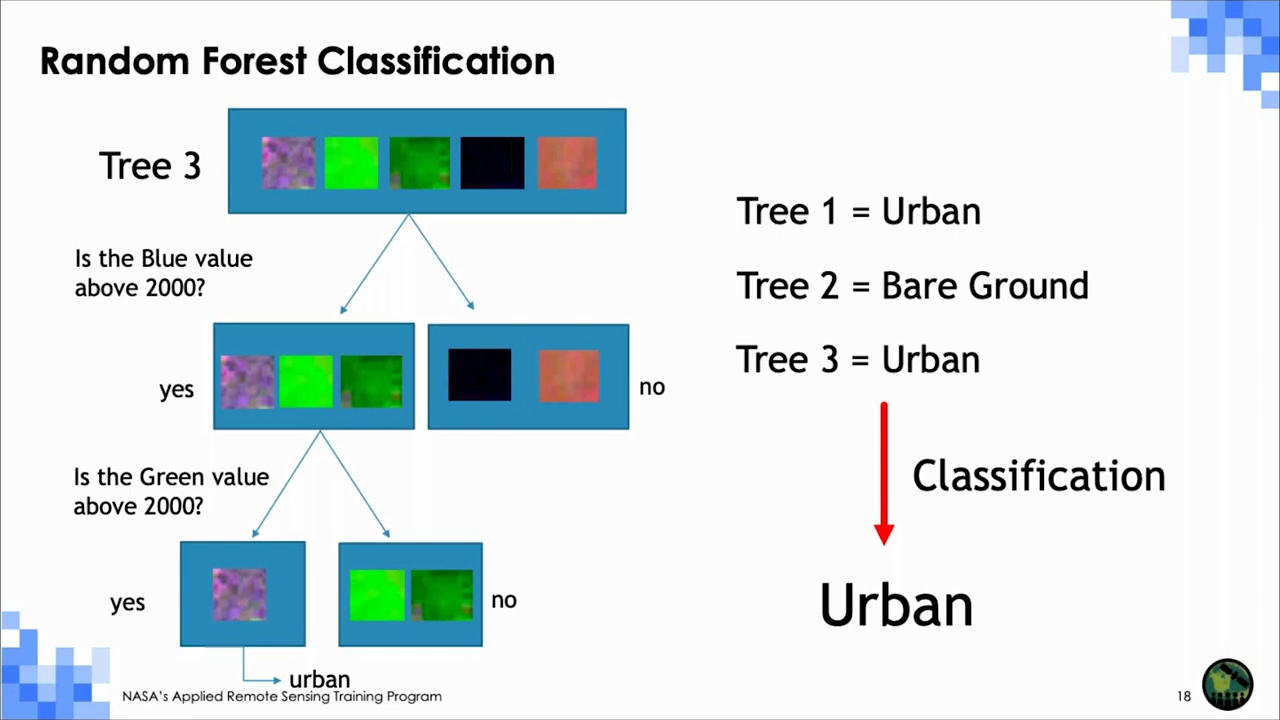 Random Forest Classification
Tree 3
Is the Blue value
above 2000?
yes
no
Is the Green value
above 2000?
yes
no
urban
Tree 1 = Urban
Tree 2 = Bare Ground
Tree 3 = Urban
Classification
Urban
NASA's Applied Remote Sensing Training Program
18